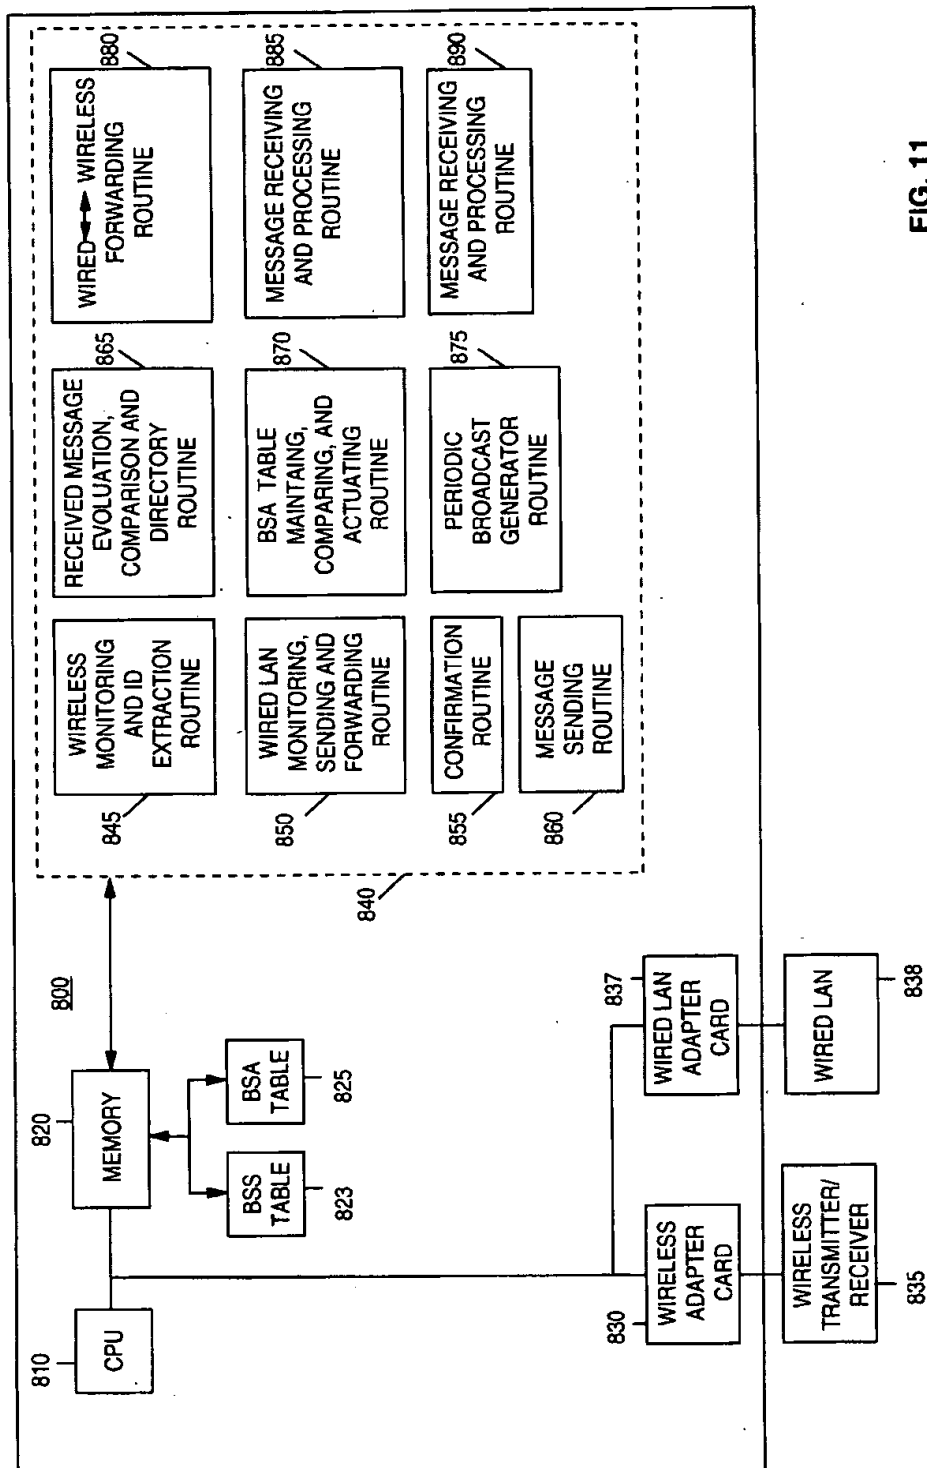 800
810
CPU
820
MEMORY
BSS
TABLE
823
BSA
TABLE
825
840
845
WIRELESS
MONITORING
AND ID
EXTRACTION
ROUTINE
850
WIRED LAN
MONITORING,
SENDING AND
FORWARDING
ROUTINE
855
CONFIRMATION
ROUTINE
860
MESSAGE
SENDING
ROUTINE
865
RECEIVED MESSAGE
EVOLUATION,
COMPARISON AND
DIRECTORY
ROUTINE
870
BSA TABLE
MAINTAING,
COMPARING, AND
ACTUATING
ROUTINE
875
PERIODIC
BROADCAST
GENERATOR
ROUTINE
880
WIRED WIRELESS
FORWARDING
ROUTINE
885
MESSAGE RECEIVING
AND PROCESSING
ROUTINE
890
MESSAGE RECEIVING
AND PROCESSING
ROUTINE
830
WIRELESS
ADAPTER
CARD
837
WIRED LAN
ADAPTER
CARD
WIRELESS
TRANSMITTER/
RECEIVER
835
WIRED LAN
838
FIG. 11